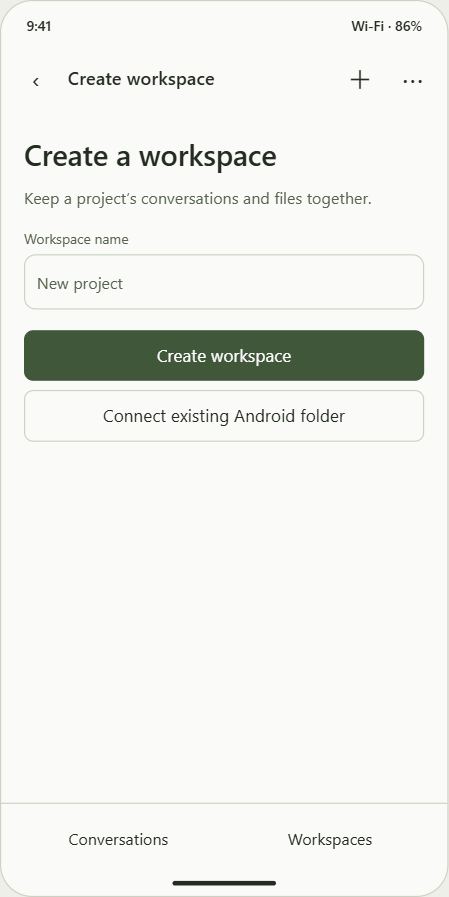 9:41 Wi-Fi · 86%
‹ Create workspace + ...
Create a workspace
Keep a project's conversations and files together.
Workspace name
New project
Create workspace
Connect existing Android folder
Conversations Workspaces